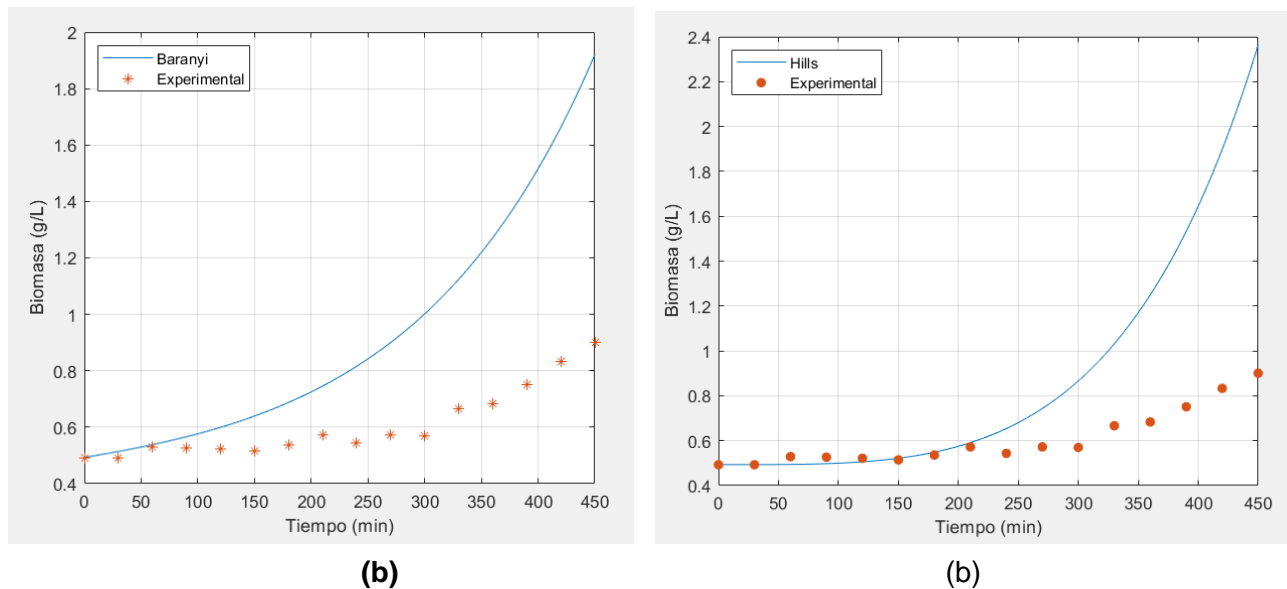 Baranyi
Experimental
2
1.8
1.6
1.4
1.2
1
0.8
0.6
0.4
Biomasa (g/L)
0 50 100 150 200 250 300 350 400 450
Tiempo (min)
(b)
Hills
Experimental
2.4
2.2
2
1.8
1.6
1.4
1.2
1
0.8
0.6
0.4
Biomasa (g/L)
0 50 100 150 200 250 300 350 400 450
Tiempo (min)
(b)